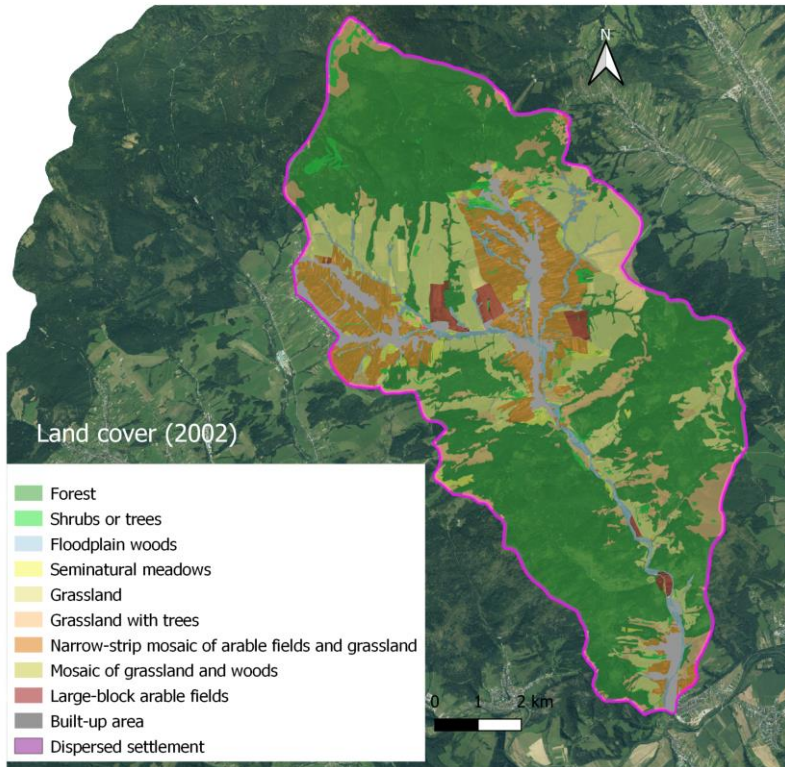 N
Land cover (2002)
Forest
Shrubs or trees
Floodplain woods
Seminatural meadows
Grassland
Grassland with trees
Narrow-strip mosaic of arable fields and grassland
Mosaic of grassland and woods
Large-block arable fields
Built-up area
Dispersed settlement
0 1 2 km